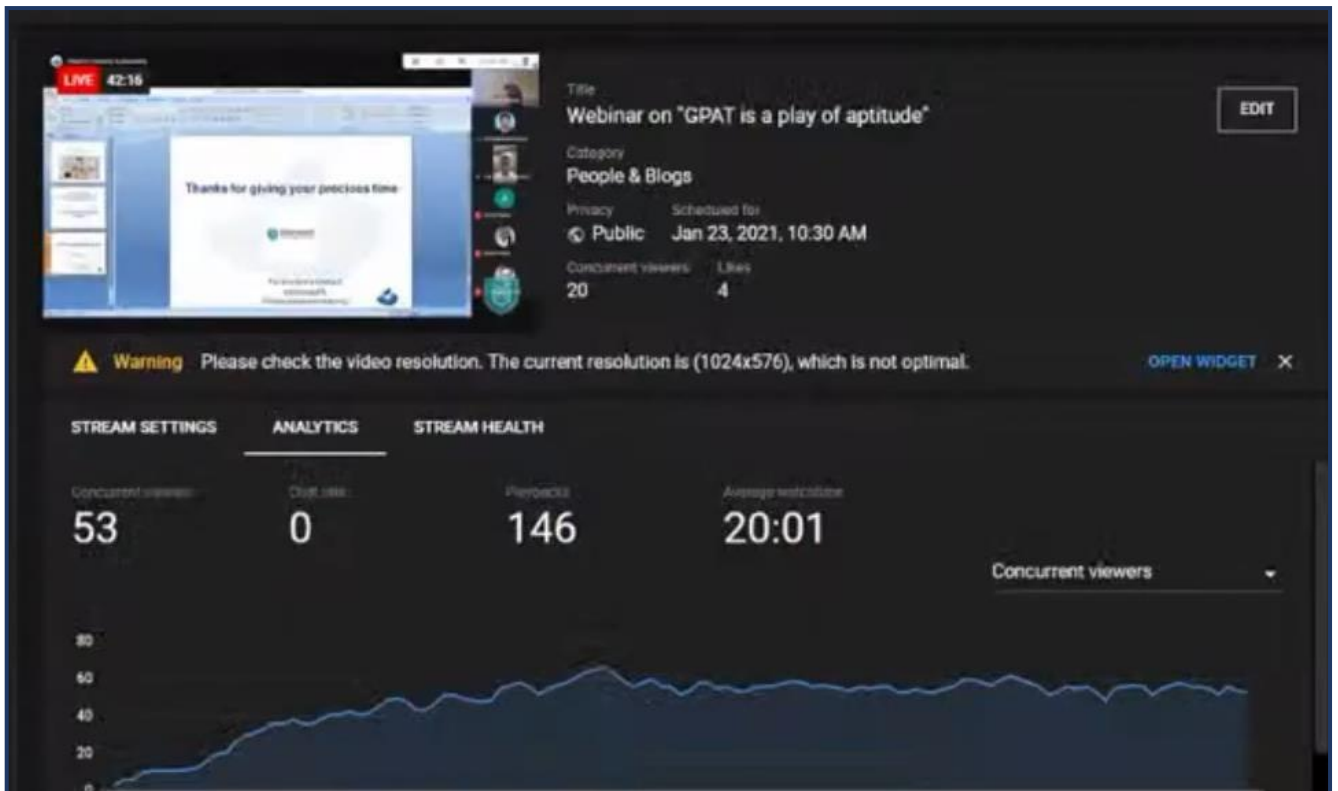 LIVE 42:16
Thanks for giving your precious time
Title
Webinar on "GPAT is a play of aptitude"
EDIT
Category
People & Blogs
Privacy Scheduled for
Public Jan 23, 2021, 10:30 AM
Concurrent viewers Likes
20 4
Warning Please check the video resolution. The current resolution is (1024x576), which is not optimal.
OPEN WIDGET X
STREAM SETTINGS ANALYTICS STREAM HEALTH
Concurrent viewers Chat rate Playbacks Average watchtime
53 0 146 20:01
Concurrent viewers
80
60
40
20
0